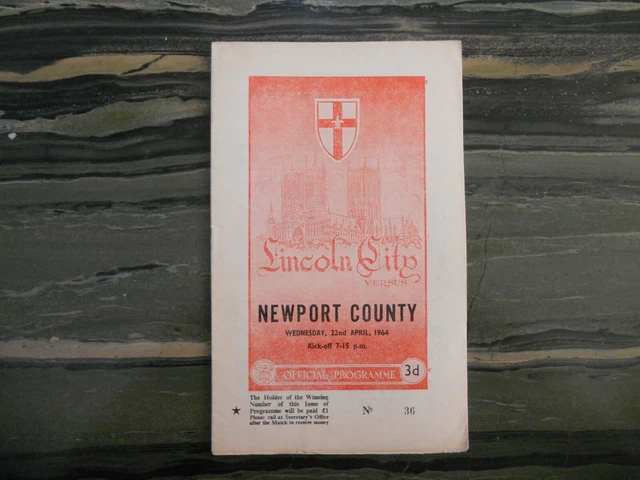 Lincoln City
VERSUS
NEWPORT COUNTY
WEDNESDAY, 22nd APRIL, 1964
Kick-off 7-15 p.m.
OFFICIAL PROGRAMME 3d
The Holder of the Winning
Number of this Issue of
★ Programme will be paid £1
Please call at Secretary's Office
after the Match to receive money
Nº 36